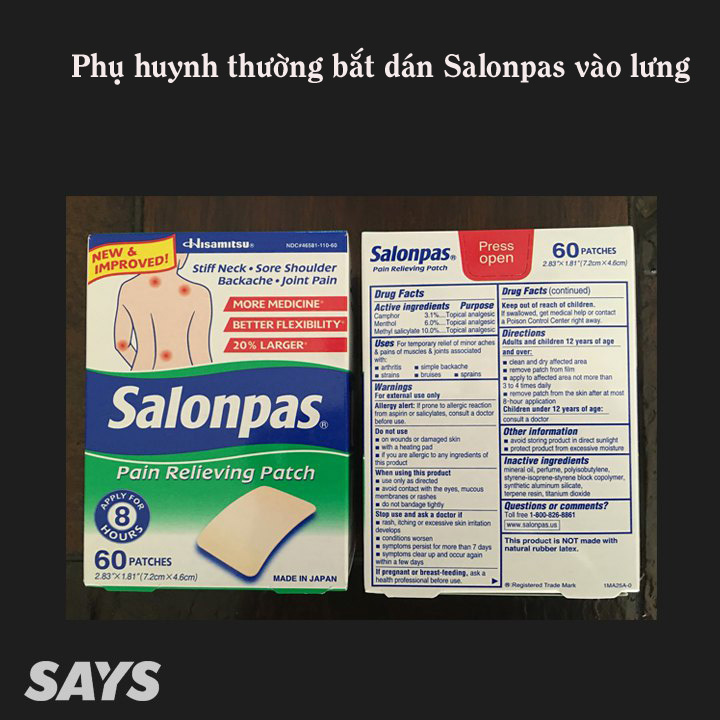 Phụ huynh thường bắt dán Salonpas vào lưng
NEW &
IMPROVED!
Hisamitsu®
NDC#46581-110-60
Stiff Neck • Sore Shoulder
Backache • Joint Pain
MORE MEDICINE*
BETTER FLEXIBILITY*
20% LARGER*
Salonpas®
Pain Relieving Patch
APPLY FOR
8
HOURS
60 PATCHES
2.83"X1.81"(7.2cm×4.6cm)
MADE IN JAPAN
Salonpas®
Pain Relieving Patch
Press
open
60 PATCHES
2.83"X 1.81"(7.2cm×4.6cm)
Drug Facts
Active ingredients Purpose
Camphor 3.1%....Topical analgesic
Menthol 6.0%....Topical analgesic
Methyl salicylate 10.0%....Topical analgesic
Uses For temporary relief of minor aches
& pains of muscles & joints associated
with:
■ arthritis ■ simple backache
■ strains ■ bruises ■ sprains
Warnings
For external use only
Allergy alert: If prone to allergic reaction
from aspirin or salicylates, consult a doctor
before use.
Do not use
■ on wounds or damaged skin
■ with a heating pad
■ if you are allergic to any ingredients of
this product
When using this product
■ use only as directed
■ avoid contact with the eyes, mucous
membranes or rashes
■ do not bandage tightly
Stop use and ask a doctor if
■ rash, itching or excessive skin irritation
develops
■ conditions worsen
■ symptoms persist for more than 7 days
■ symptoms clear up and occur again
within a few days
If pregnant or breast-feeding, ask a
health professional before use.
Drug Facts (continued)
Keep out of reach of children.
If swallowed, get medical help or contact
a Poison Control Center right away.
Directions
Adults and children 12 years of age
and over:
■ clean and dry affected area
■ remove patch from film
■ apply to affected area not more than
3 to 4 times daily
■ remove patch from the skin after at most
8-hour application
Children under 12 years of age:
consult a doctor
Other information
■ avoid storing product in direct sunlight
■ protect product from excessive moisture
Inactive ingredients
mineral oil, perfume, polyisobutylene,
styrene-isoprene-styrene block copolymer,
synthetic aluminum silicate,
terpene resin, titanium dioxide
Questions or comments?
Toll free 1-800-826-8861
www.salonpas.us
This product is NOT made with
natural rubber latex.
®:Registered Trade Mark
1MA25A-0
SAYS